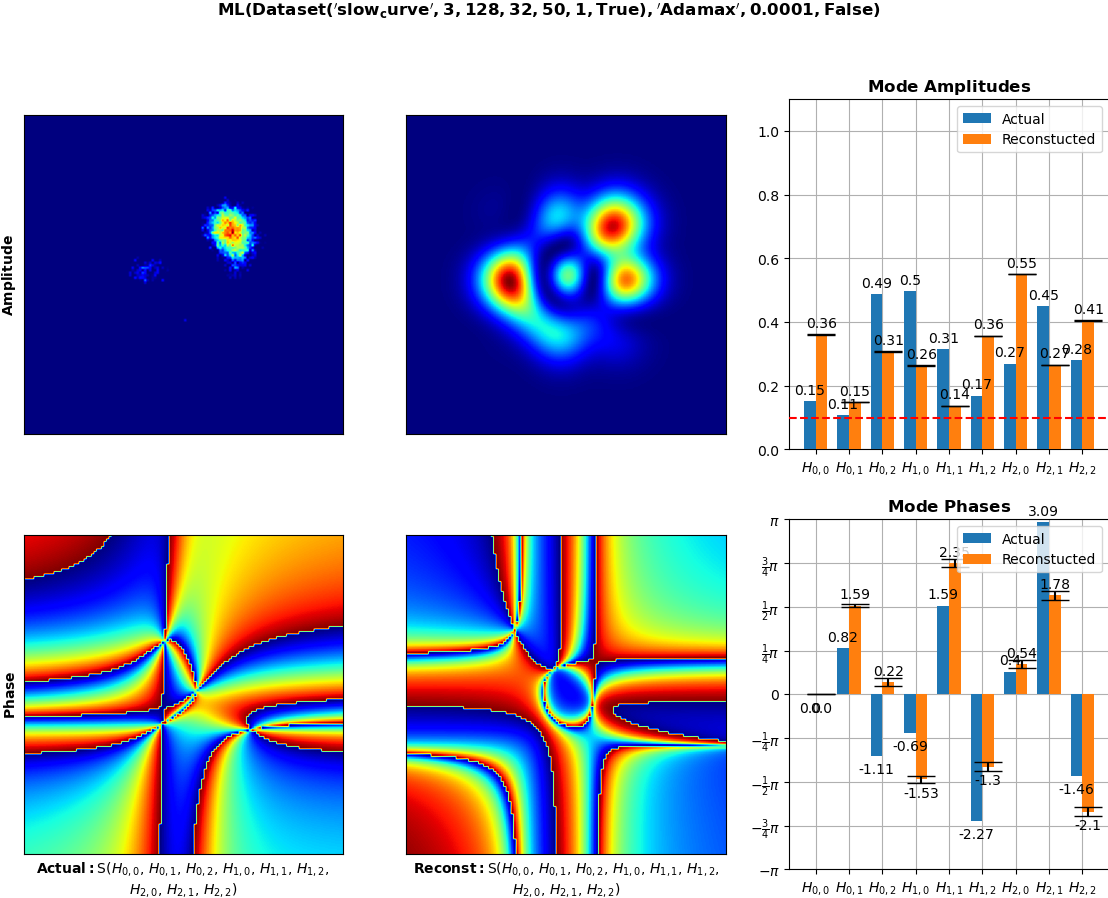 ML(Dataset('slow_curve', 3, 128, 32, 50, 1, True), 'Adamax', 0.0001, False)
Amplitude
Mode Amplitudes
Actual
Reconstucted
1.0
0.8
0.6
0.4
0.2
0.0
0.15 0.36 0.11 0.15 0.49 0.31 0.5 0.26 0.31 0.14 0.17 0.36 0.27 0.55 0.45 0.27 0.28 0.41
H0,0 H0,1 H0,2 H1,0 H1,1 H1,2 H2,0 H2,1 H2,2
Phase
Actual: S(H0,0, H0,1, H0,2, H1,0, H1,1, H1,2,
H2,0, H2,1, H2,2)
Reconst: S(H0,0, H0,1, H0,2, H1,0, H1,1, H1,2,
H2,0, H2,1, H2,2)
Mode Phases
Actual
Reconstucted
π
3/4π
1/2π
1/4π
0
−1/4π
−1/2π
−3/4π
−π
0.0 0.0 0.82 1.59 -1.11 0.22 -0.69 -1.53 1.59 2.35 -2.27 -1.3 0.4 0.54 3.09 1.78 -1.46 -2.1
H0,0 H0,1 H0,2 H1,0 H1,1 H1,2 H2,0 H2,1 H2,2